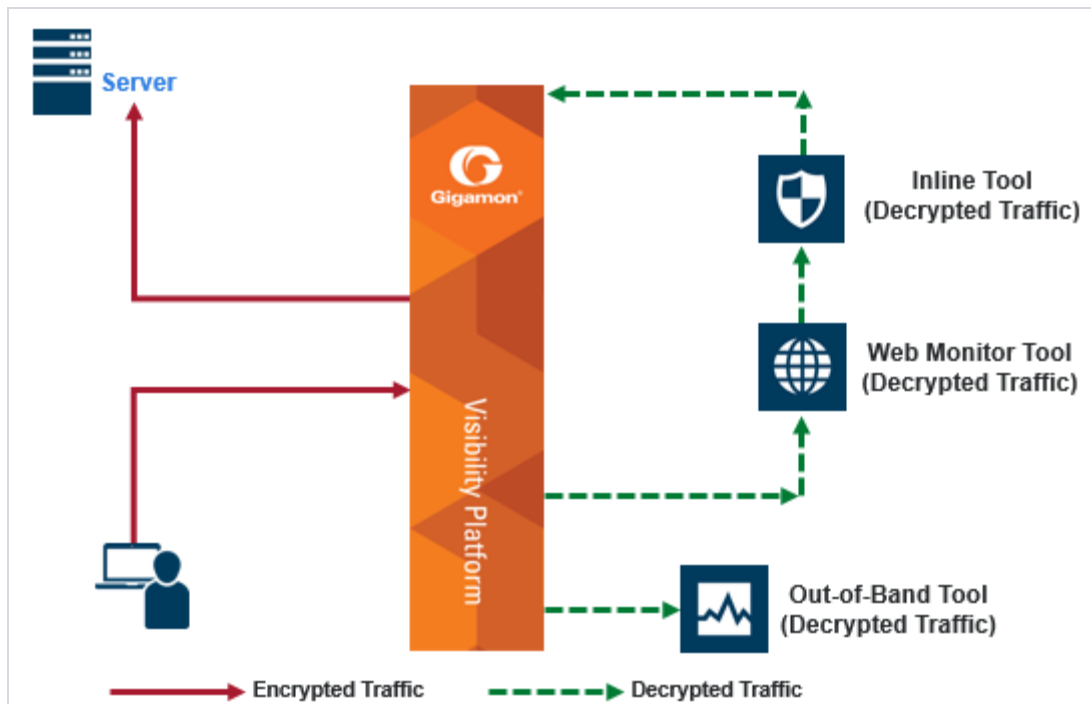 Server
Gigamon®
Inline Tool
(Decrypted Traffic)
Web Monitor Tool
(Decrypted Traffic)
Visibility Platform
Out-of-Band Tool
(Decrypted Traffic)
Encrypted Traffic
Decrypted Traffic